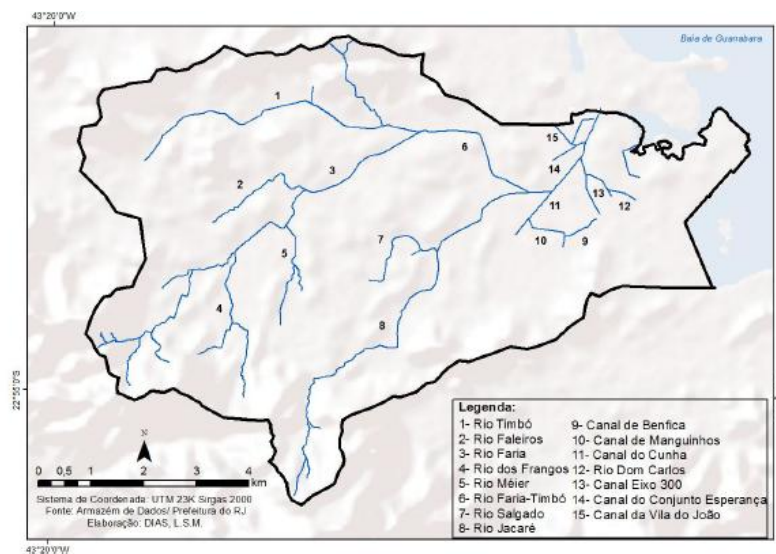 43°20'0"W
Baía de Guanabara
1
15
6
14
3
2
13
11
12
7
5
10
9
4
8
22°55'0"S
N
0 0,5 1 2 3 4
km
Sistema de Coordenada: UTM 23K Sirgas 2000
Fonte: Armazém de Dados/ Prefeitura do RJ
Elaboração: DIAS, L.S.M.
Legenda:
1- Rio Timbó
2- Rio Faleiros
3- Rio Faria
4- Rio dos Frangos
5- Rio Méier
6- Rio Faria-Timbó
7- Rio Salgado
8- Rio Jacaré
9- Canal de Benfica
10- Canal de Manguinhos
11- Canal do Cunha
12- Rio Dom Carlos
13- Canal Eixo 300
14- Canal do Conjunto Esperança
15- Canal da Vila do João
43°20'0"W